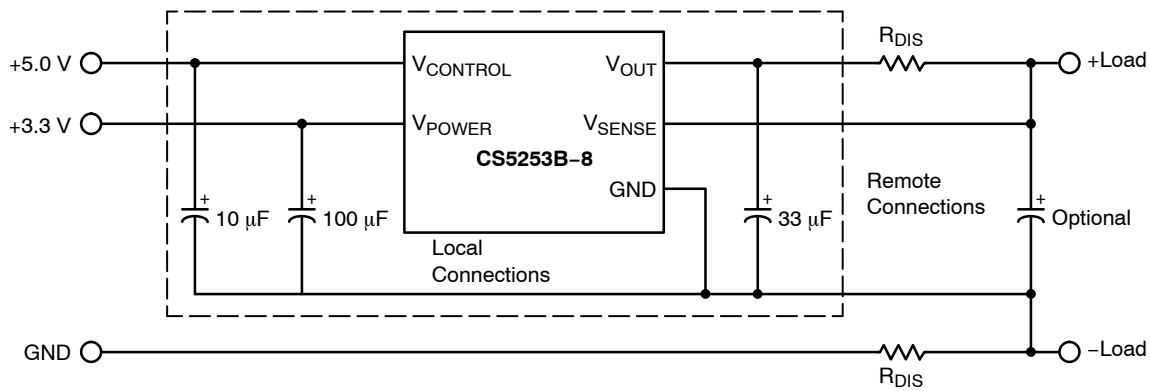 R_DIS
+5.0 V
V_CONTROL
V_OUT
+Load
+3.3 V
V_POWER
V_SENSE
CS5253B−8
GND
Remote
Connections
+
10 μF
+
100 μF
+
33 μF
+
Optional
Local
Connections
GND
−Load
R_DIS